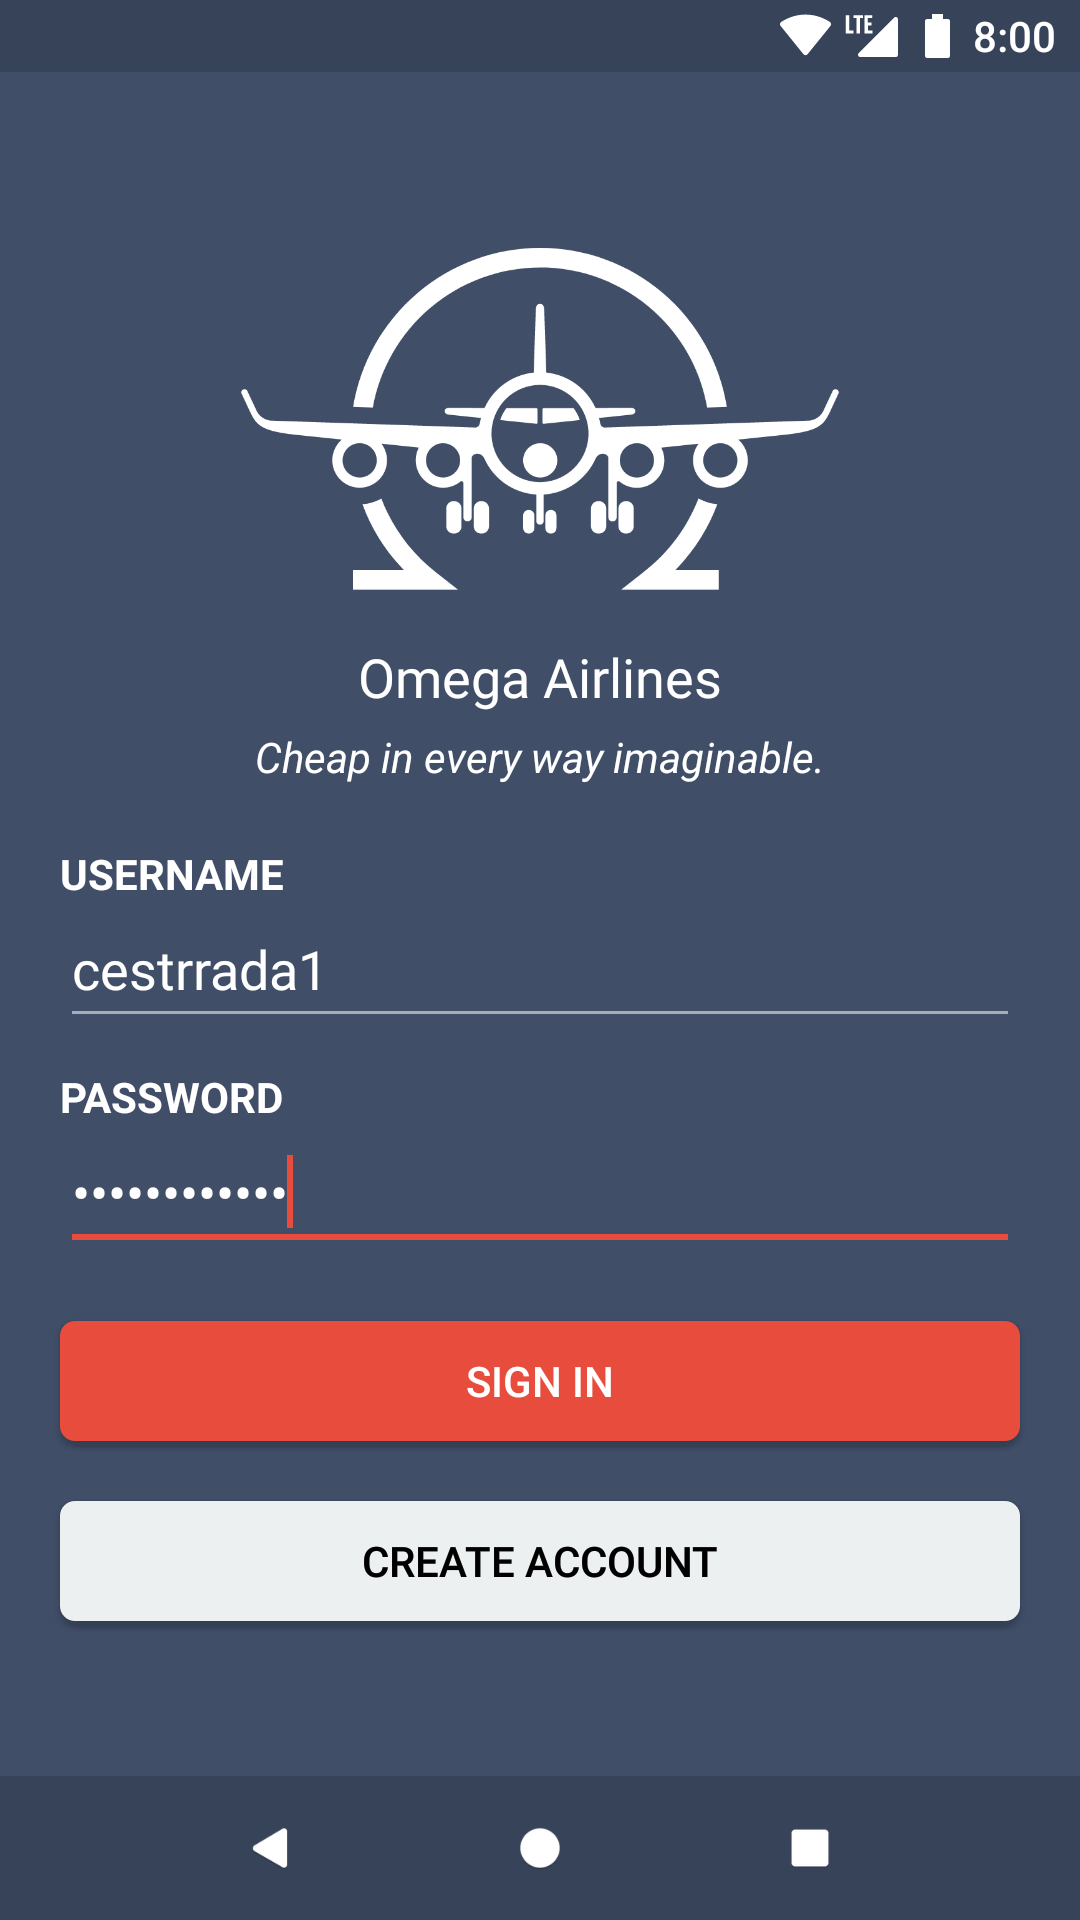 LTE 8:00
Omega Airlines
Cheap in every way imaginable.
USERNAME
cestrrada1
PASSWORD
••••••••••••
SIGN IN
CREATE ACCOUNT